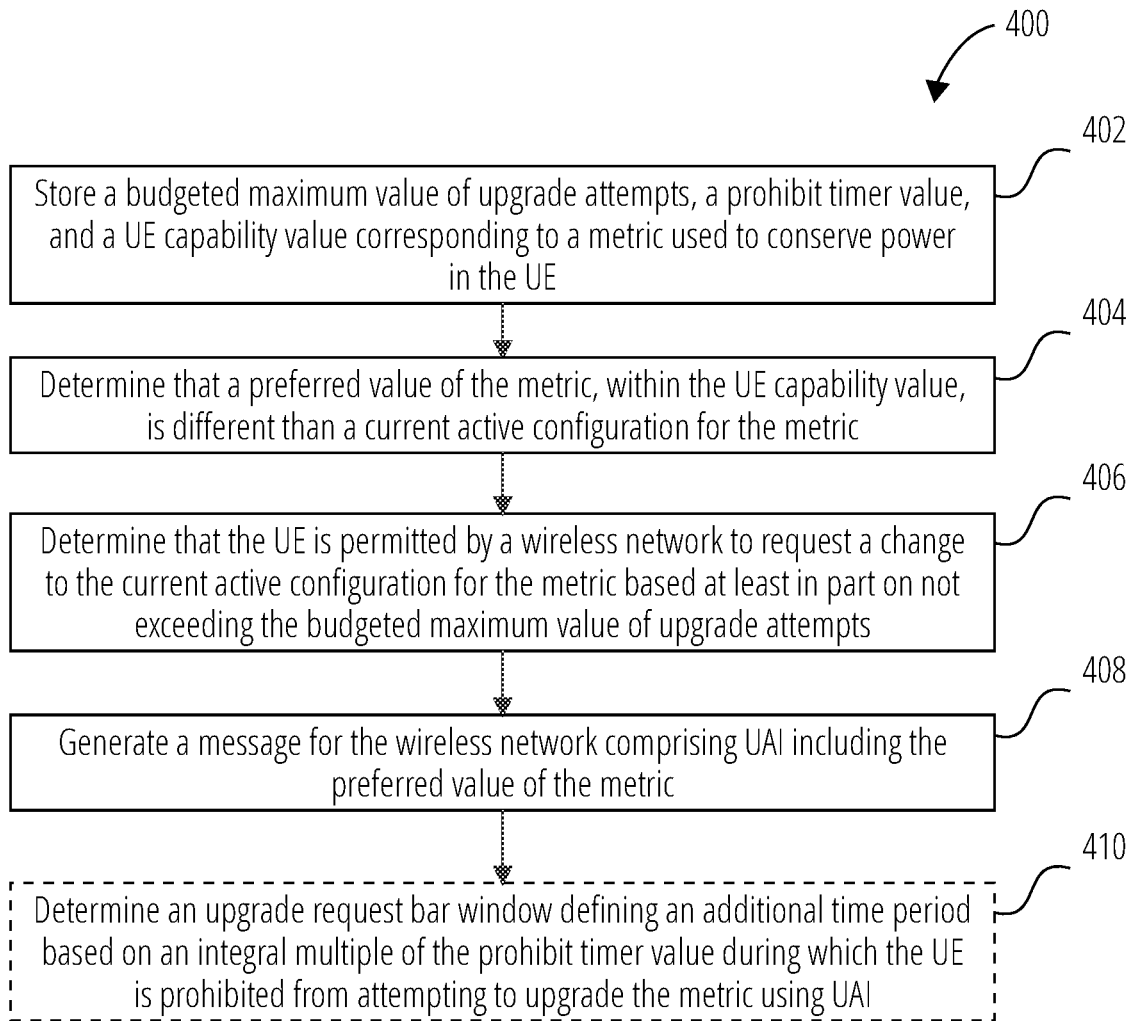 400
402
Store a budgeted maximum value of upgrade attempts, a prohibit timer value,
and a UE capability value corresponding to a metric used to conserve power
in the UE
404
Determine that a preferred value of the metric, within the UE capability value,
is different than a current active configuration for the metric
406
Determine that the UE is permitted by a wireless network to request a change
to the current active configuration for the metric based at least in part on not
exceeding the budgeted maximum value of upgrade attempts
408
Generate a message for the wireless network comprising UAI including the
preferred value of the metric
410
Determine an upgrade request bar window defining an additional time period
based on an integral multiple of the prohibit timer value during which the UE
is prohibited from attempting to upgrade the metric using UAI